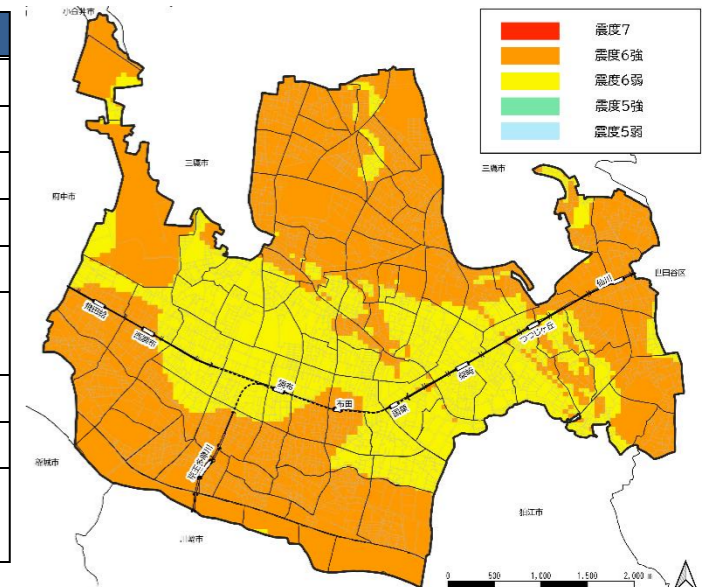 小金井市
震度7
震度6強
震度6弱
震度5強
震度5弱
三鷹市
三鷹市
府中市
世田谷区
仙川
つつじヶ丘
飛田給
西調布
柴崎
調布
布田
国領
京王多摩川
稲城市
狛江市
川崎市
0 500 1,000 1,500 2,000 m